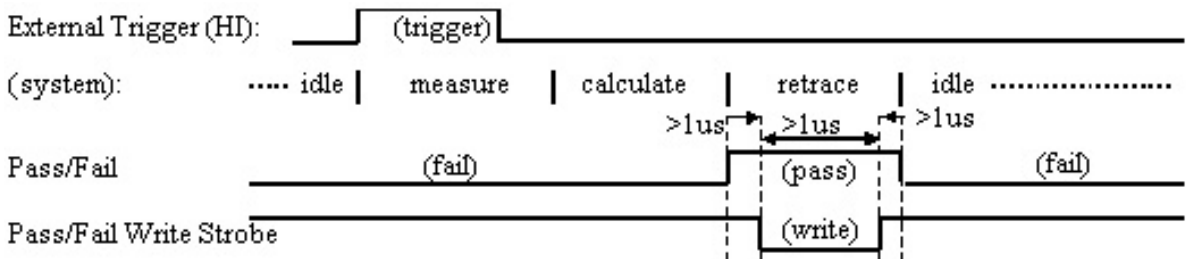 External Trigger (HI): (trigger)
(system): ..... idle | measure | calculate | retrace | idle .....................
>1us >1us >1us
Pass/Fail (fail) (pass) (fail)
Pass/Fail Write Strobe (write)